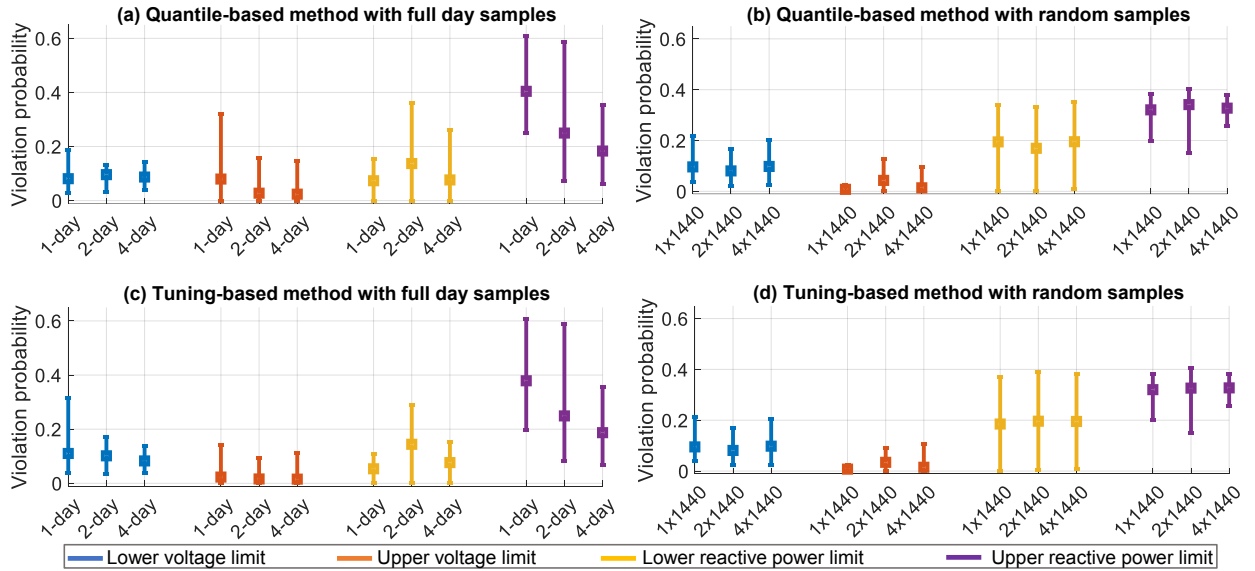 (a) Quantile-based method with full day samples
Violation probability
0.6
0.4
0.2
0
1-day 2-day 4-day 1-day 2-day 4-day 1-day 2-day 4-day 1-day 2-day 4-day
(b) Quantile-based method with random samples
Violation probability
0.6
0.4
0.2
0
1x1440 2x1440 4x1440 1x1440 2x1440 4x1440 1x1440 2x1440 4x1440 1x1440 2x1440 4x1440
(c) Tuning-based method with full day samples
Violation probability
0.6
0.4
0.2
0
1-day 2-day 4-day 1-day 2-day 4-day 1-day 2-day 4-day 1-day 2-day 4-day
(d) Tuning-based method with random samples
Violation probability
0.6
0.4
0.2
0
1x1440 2x1440 4x1440 1x1440 2x1440 4x1440 1x1440 2x1440 4x1440 1x1440 2x1440 4x1440
Lower voltage limit Upper voltage limit Lower reactive power limit Upper reactive power limit